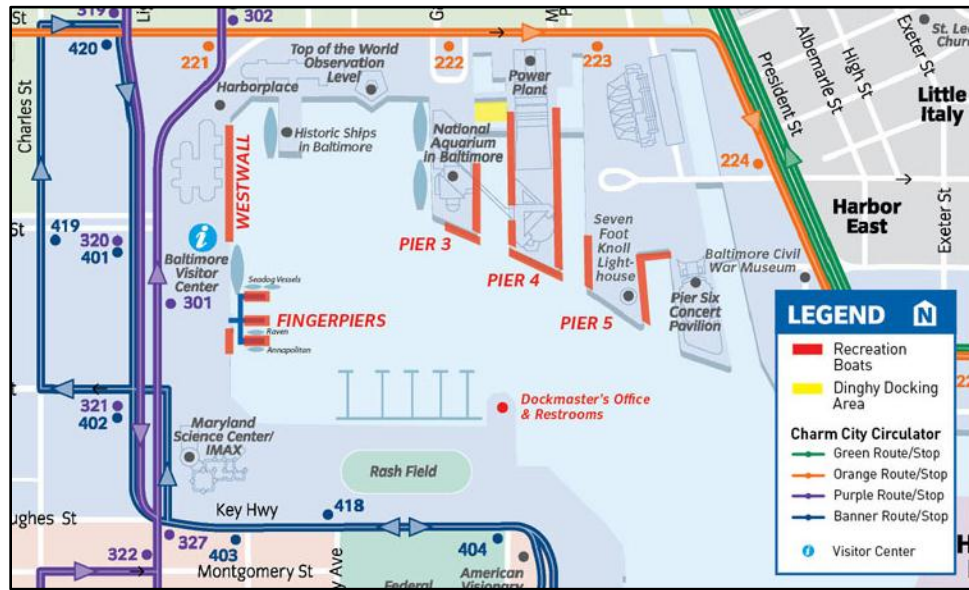 St
319
Li
302
420
221
Top of the World
Observation
Level
222
223
Power
Plant
Exeter St
St. Le
Churc
Albemarle St
High St
President St
Little
Italy
Charles St
Harborplace
Historic Ships
in Baltimore
National
Aquarium
in Baltimore
224
WESTWALL
419
St
320
401
Baltimore
Visitor
Center
301
PIER 3
PIER 4
Seven
Foot
Knoll
Light-
house
Harbor
East
Exeter St
Baltimore Civil
War Museum
Seadog Vessels
FINGERPIERS
Raven
Annapolitan
PIER 5
Pier Six
Concert
Pavilion
LEGEND
N
Recreation
Boats
Dinghy Docking
Area
Charm City Circulator
Green Route/Stop
Orange Route/Stop
Purple Route/Stop
Banner Route/Stop
i Visitor Center
321
402
Dockmaster's Office
& Restrooms
Maryland
Science Center/
IMAX
Rash Field
ughes St
Key Hwy
418
322
327
403
404
Montgomery St
y Ave
Federal
American
Visionary